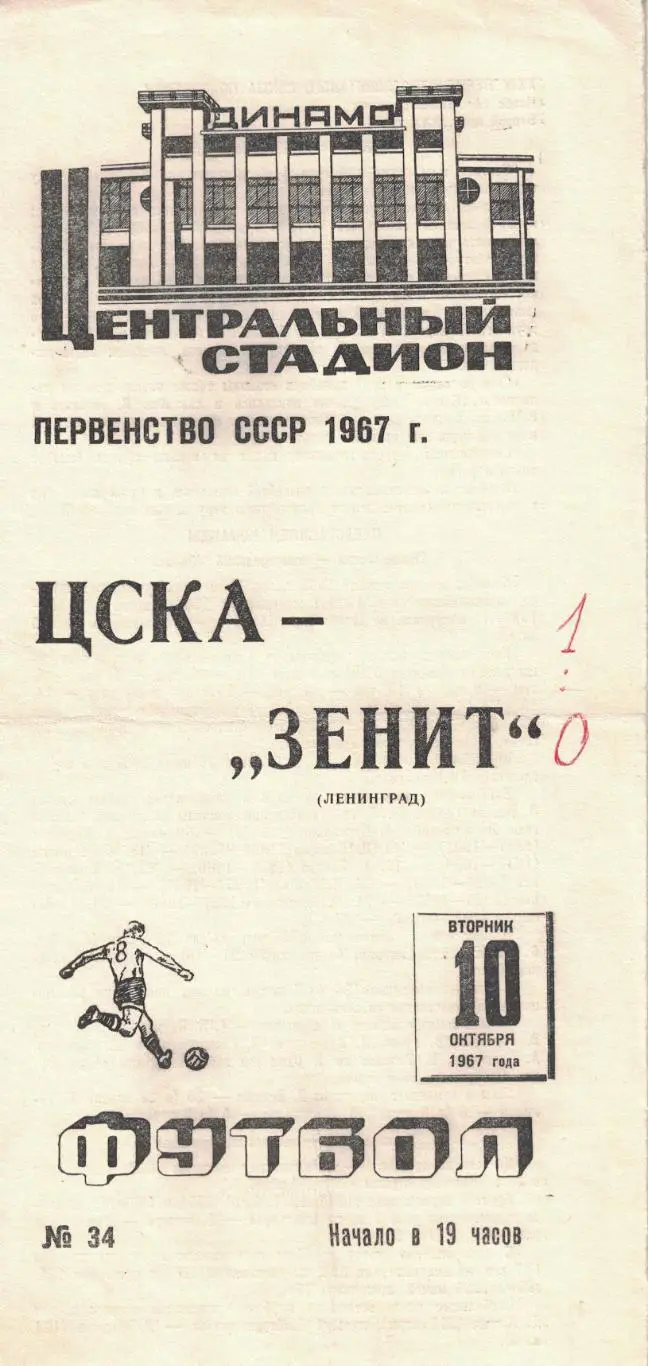 ДИНАМО
ЦЕНТРАЛЬНЫЙ
СТАДИОН
ПЕРВЕНСТВО СССР 1967 г.
ЦСКА –
1
:
„ЗЕНИТ“
0
(ЛЕНИНГРАД)
8
ВТОРНИК
10
ОКТЯБРЯ
1967 года
ФУТБОЛ
№ 34
Начало в 19 часов